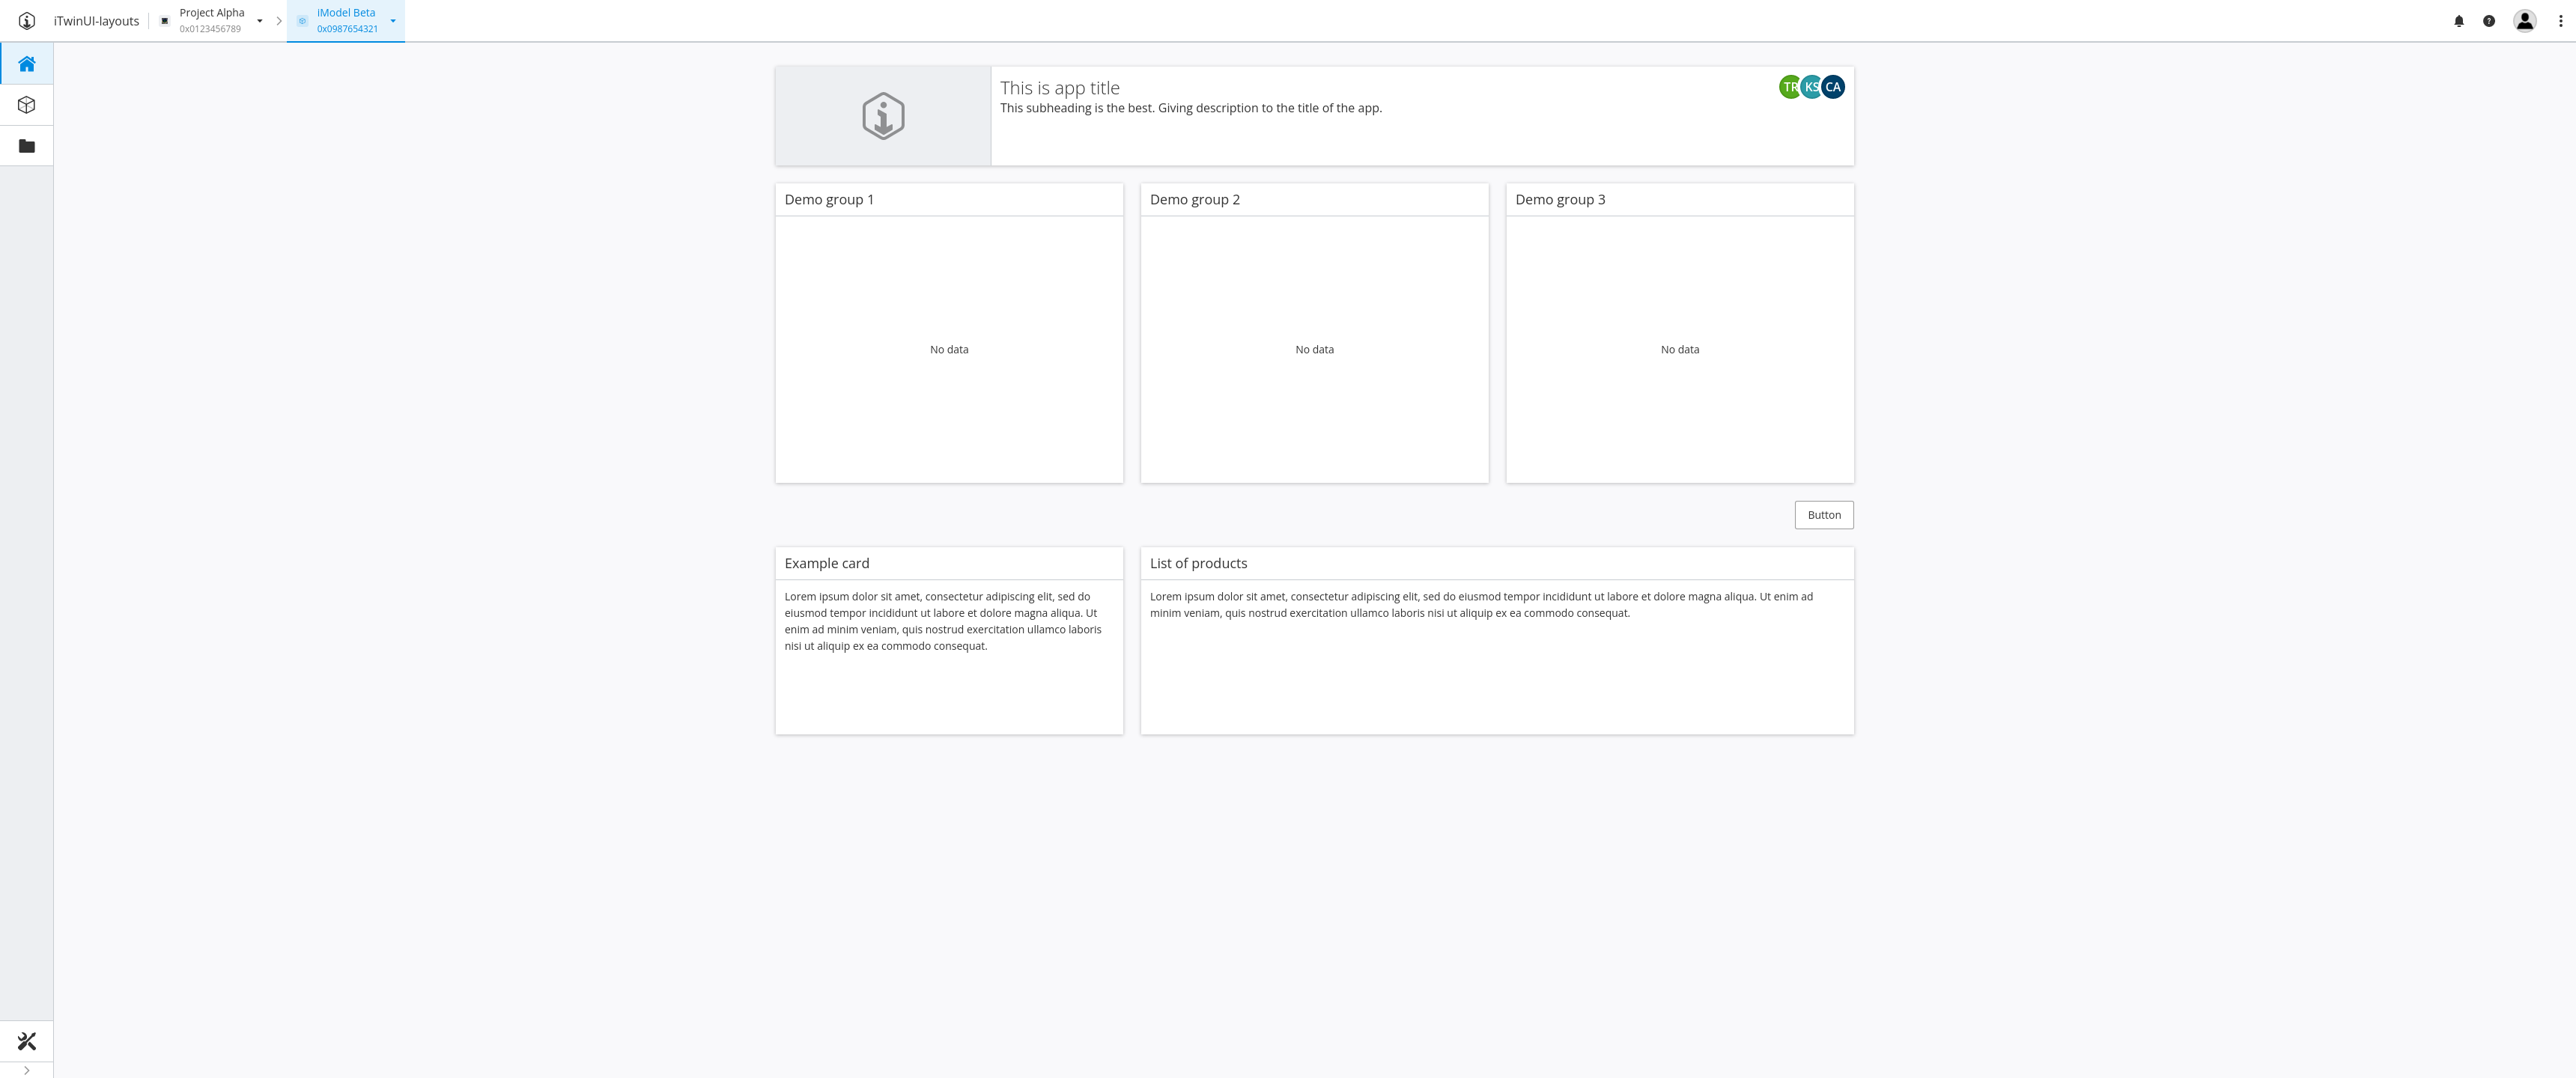 iTwinUI-layouts
Project Alpha
0x0123456789
iModel Beta
0x0987654321
This is app title
This subheading is the best. Giving description to the title of the app.
TR KS CA
Demo group 1
No data
Demo group 2
No data
Demo group 3
No data
Button
Example card
Lorem ipsum dolor sit amet, consectetur adipiscing elit, sed do
eiusmod tempor incididunt ut labore et dolore magna aliqua. Ut
enim ad minim veniam, quis nostrud exercitation ullamco laboris
nisi ut aliquip ex ea commodo consequat.
List of products
Lorem ipsum dolor sit amet, consectetur adipiscing elit, sed do eiusmod tempor incididunt ut labore et dolore magna aliqua. Ut enim ad
minim veniam, quis nostrud exercitation ullamco laboris nisi ut aliquip ex ea commodo consequat.